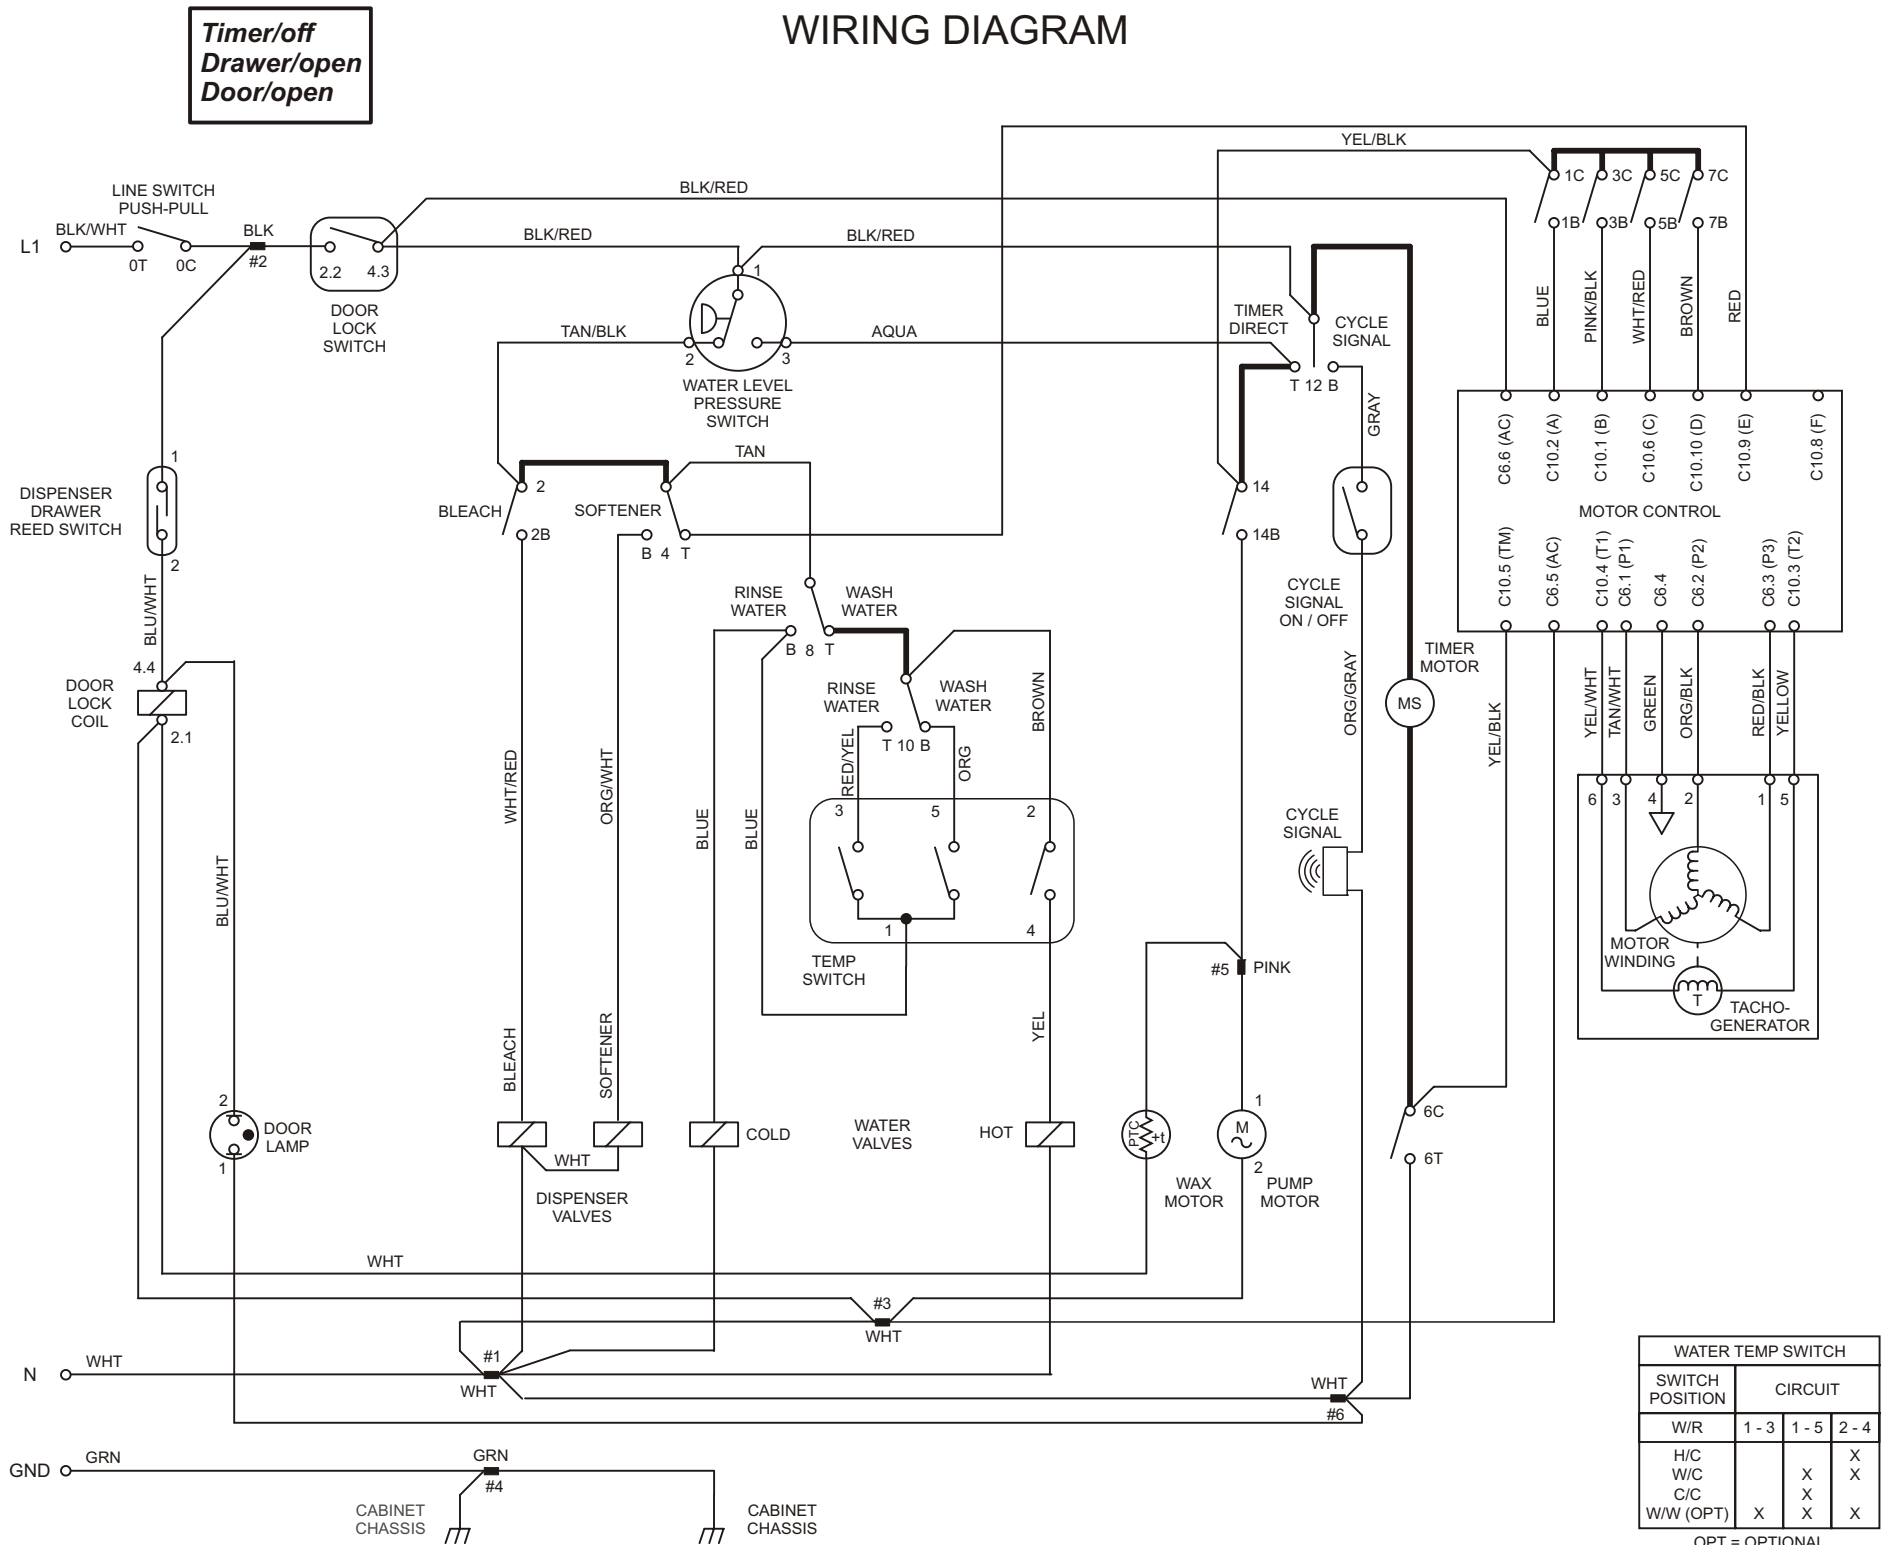 WIRING DIAGRAM
Timer/off
Drawer/open
Door/open
YEL/BLK
1C
3C
5C
7C
LINE SWITCH
PUSH-PULL
BLK/RED
BLK/WHT
BLK
BLK/RED
BLK/RED
1B
3B
5B
7B
L1
0T
0C
#2
2.2
4.3
1
DOOR
LOCK
SWITCH
TIMER
DIRECT
CYCLE
SIGNAL
BLUE
PINK/BLK
WHT/RED
BROWN
RED
TAN/BLK
AQUA
2
3
WATER LEVEL
PRESSURE
SWITCH
T 12 B
GRAY
C6.6 (AC)
C10.2 (A)
C10.1 (B)
C10.6 (C)
C10.10 (D)
C10.9 (E)
C10.8 (F)
MOTOR CONTROL
C10.5 (TM)
C6.5 (AC)
C10.4 (T1)
C6.1 (P1)
C6.4
C6.2 (P2)
C6.3 (P3)
C10.3 (T2)
TAN
1
DISPENSER
DRAWER
REED SWITCH
2
BLEACH
2
2B
SOFTENER
B 4 T
14
14B
BLU/WHT
RINSE
WATER
WASH
WATER
B 8 T
CYCLE
SIGNAL
ON / OFF
4.4
DOOR
LOCK
COIL
2.1
RINSE
WATER
WASH
WATER
T 10 B
BROWN
ORG/GRAY
TIMER
MOTOR
MS
YEL/BLK
YEL/WHT
TAN/WHT
GREEN
ORG/BLK
RED/BLK
YELLOW
WHT/RED
ORG/WHT
BLUE
BLUE
RED/YEL
ORG
3
5
2
1
4
TEMP
SWITCH
CYCLE
SIGNAL
6
3
4
2
1
5
MOTOR
WINDING
T
TACHO-
GENERATOR
BLU/WHT
#5
PINK
BLEACH
SOFTENER
YEL
2
DOOR
LAMP
1
WHT
DISPENSER
VALVES
COLD
WATER
VALVES
HOT
PTC
+t
WAX
MOTOR
1
M
2
PUMP
MOTOR
6C
6T
WHT
#3
WHT
N
WHT
#1
WHT
WHT
#6
GND
GRN
GRN
#4
CABINET
CHASSIS
CABINET
CHASSIS
WATER TEMP SWITCH
SWITCH
POSITION
CIRCUIT
W/R 1 - 3 1 - 5 2 - 4
H/C X
W/C X X
C/C X
W/W (OPT) X X X
OPT = OPTIONAL